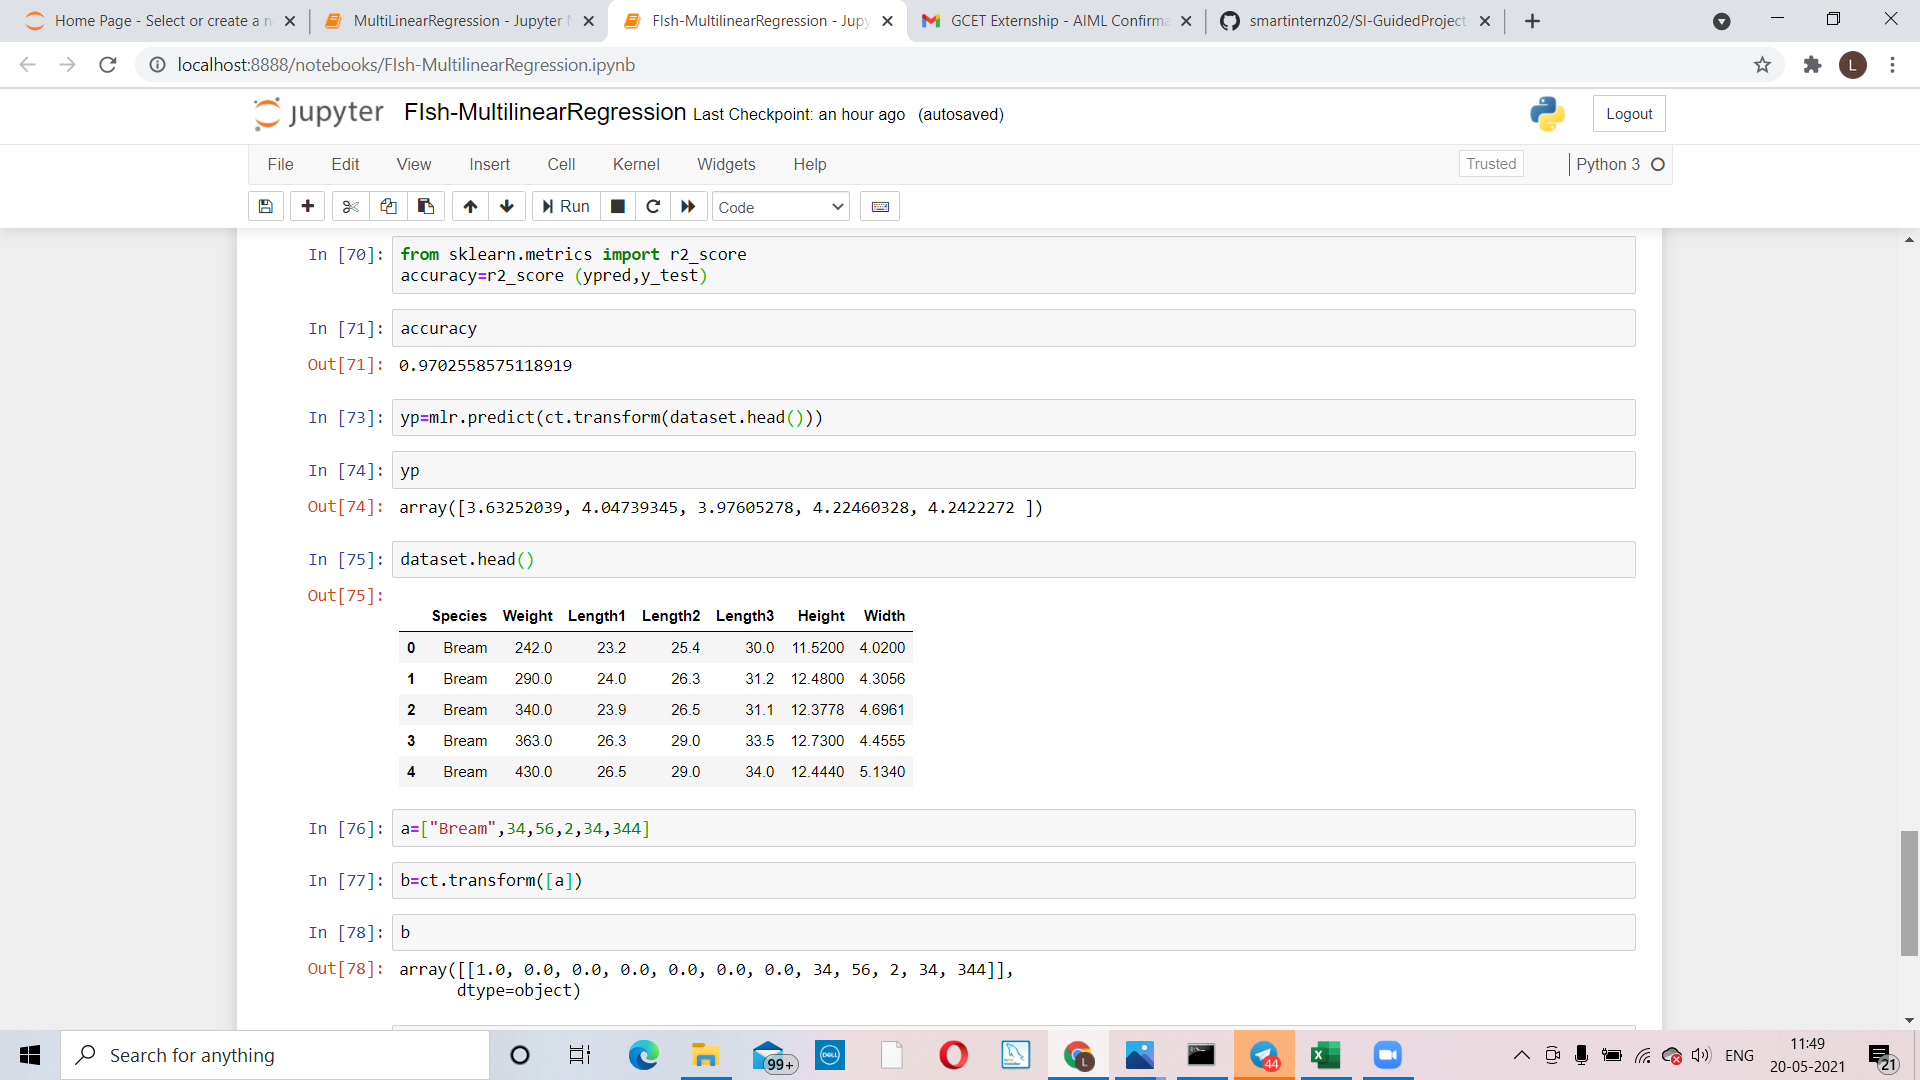 Home Page - Select or create a n
MultiLinearRegression - Jupyter N
FIsh-MultilinearRegression - Jupy
GCET Externship - AIML Confirma
smartinternz02/SI-GuidedProject
localhost:8888/notebooks/FIsh-MultilinearRegression.ipynb
L
jupyter FIsh-MultilinearRegression Last Checkpoint: an hour ago (autosaved)
Logout
File Edit View Insert Cell Kernel Widgets Help
Trusted
Python 3
Run
Code
In [70]: from sklearn.metrics import r2_score
accuracy=r2_score (ypred,y_test)
In [71]: accuracy
Out[71]: 0.9702558575118919
In [73]: yp=mlr.predict(ct.transform(dataset.head()))
In [74]: yp
Out[74]: array([3.63252039, 4.04739345, 3.97605278, 4.22460328, 4.2422272 ])
In [75]: dataset.head()
Out[75]:
Species Weight Length1 Length2 Length3 Height Width
0 Bream 242.0 23.2 25.4 30.0 11.5200 4.0200
1 Bream 290.0 24.0 26.3 31.2 12.4800 4.3056
2 Bream 340.0 23.9 26.5 31.1 12.3778 4.6961
3 Bream 363.0 26.3 29.0 33.5 12.7300 4.4555
4 Bream 430.0 26.5 29.0 34.0 12.4440 5.1340
In [76]: a=["Bream",34,56,2,34,344]
In [77]: b=ct.transform([a])
In [78]: b
Out[78]: array([[1.0, 0.0, 0.0, 0.0, 0.0, 0.0, 0.0, 34, 56, 2, 34, 344]],
dtype=object)
Search for anything
99+
DELL
L
44
ENG
11:49
20-05-2021
21